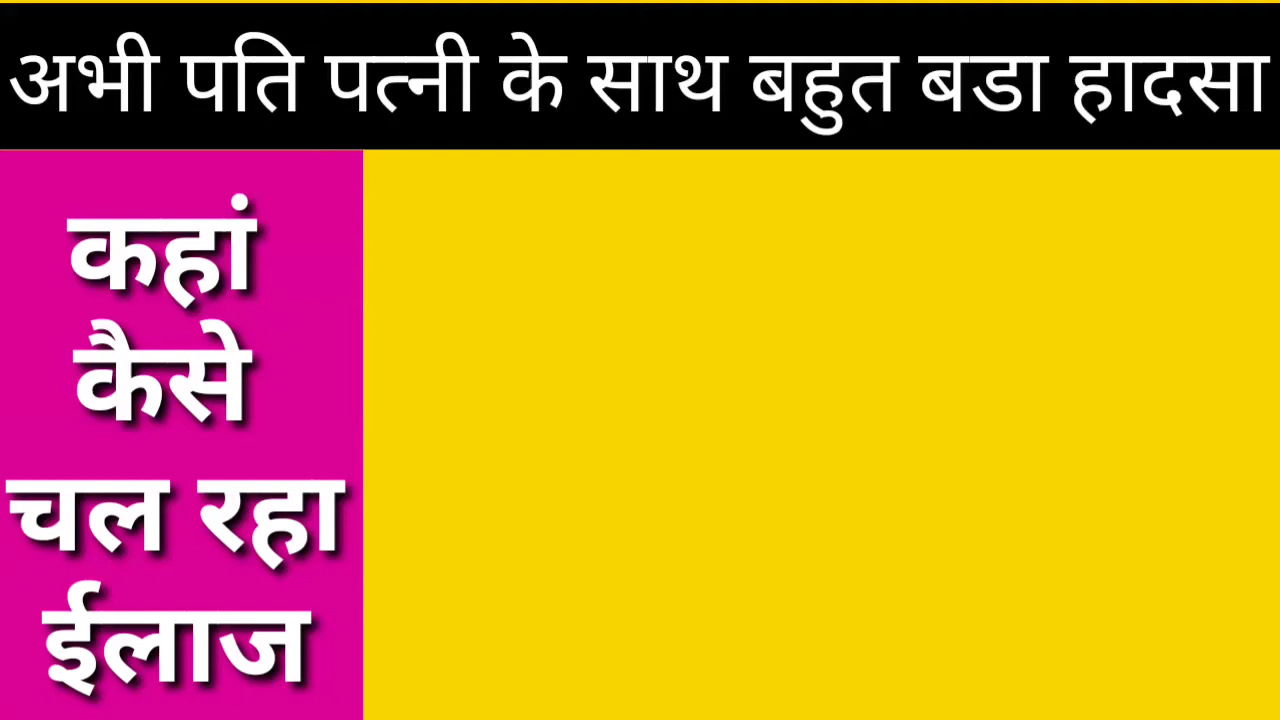 अभी पति पत्नी के साथ बहुत बडा हादसा
कहां
कैसे
चल रहा
ईलाज